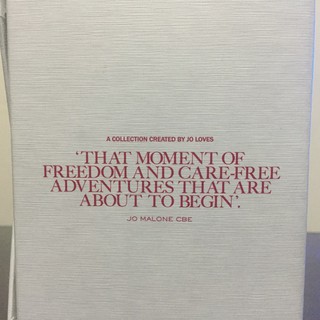 A COLLECTION CREATED BY JO LOVES
‘THAT MOMENT OF
FREEDOM AND CARE-FREE
ADVENTURES THAT ARE
ABOUT TO BEGIN’.
JO MALONE CBE